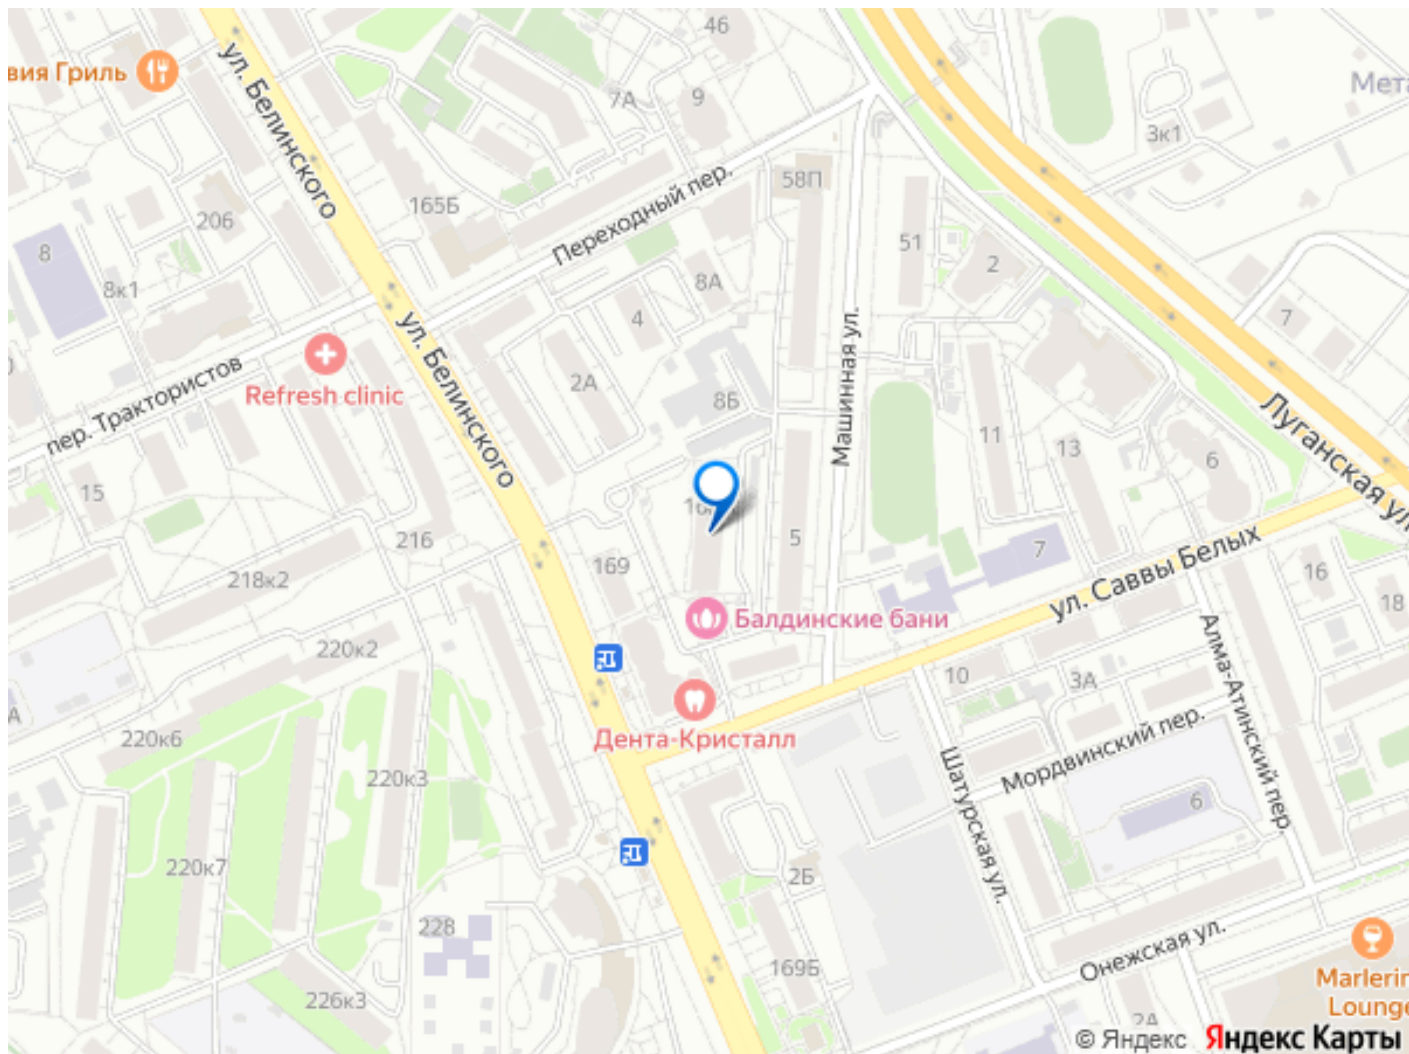 46
вия Гриль
ул. Белинского
7А
9
Мета
3к1
58П
165Б
Переходный пер.
206
8
8к1
51
2
8А
4
7
ул. Белинского
Машинная ул.
Refresh clinic
2А
8Б
пер. Трактористов
Луганская ул.
11
13
6
15
216
5
7
169
218к2
ул. Саввы Белых
16
18
Балдинские бани
220к2
10
3А
Алма-Атинский пер.
А
220к6
Дента-Кристалл
Мордвинский пер.
220к3
Шатурская ул.
6
220к7
2Б
228
Онежская ул.
169Б
226к3
Marlerin
Lounge
2А
© Яндекс Яндекс Карты